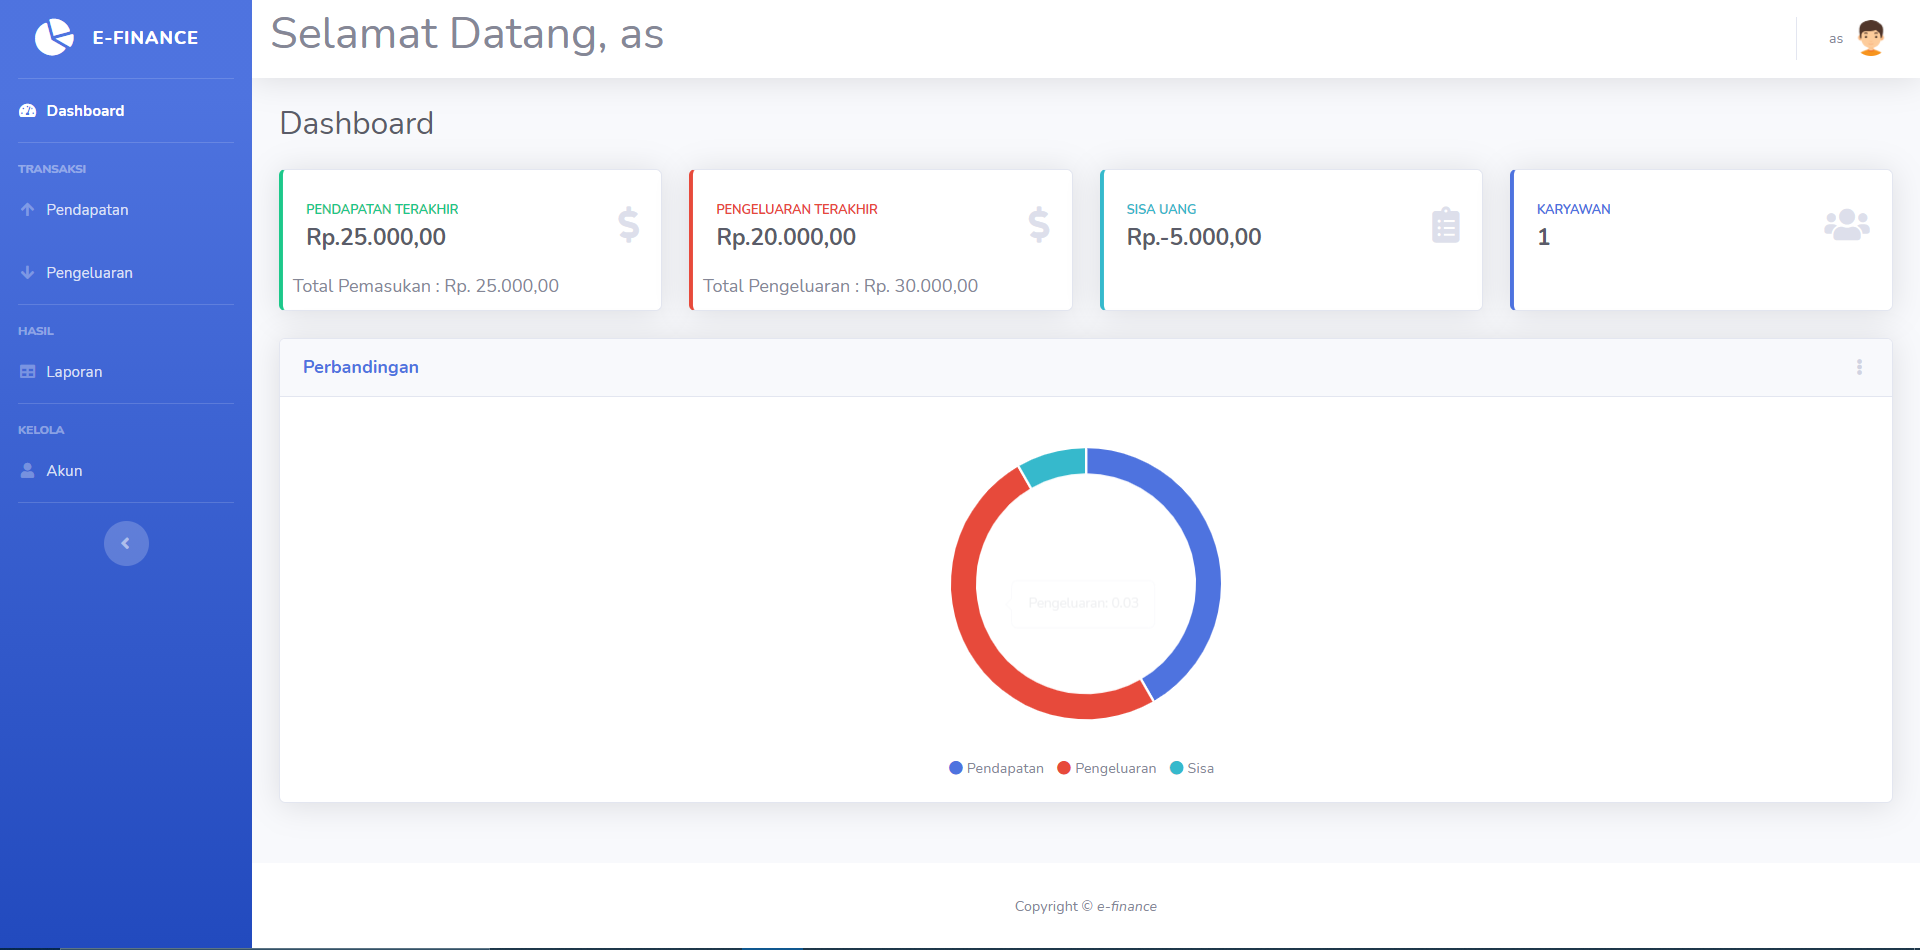 E-FINANCE
Selamat Datang, as
as
Dashboard
TRANSAKSI
Pendapatan
Pengeluaran
HASIL
Laporan
KELOLA
Akun
Dashboard
PENDAPATAN TERAKHIR
Rp.25.000,00
Total Pemasukan : Rp. 25.000,00
PENGELUARAN TERAKHIR
Rp.20.000,00
Total Pengeluaran : Rp. 30.000,00
SISA UANG
Rp.-5.000,00
KARYAWAN
1
Perbandingan
Pengeluaran: 0.03
Pendapatan Pengeluaran Sisa
Copyright © e-finance